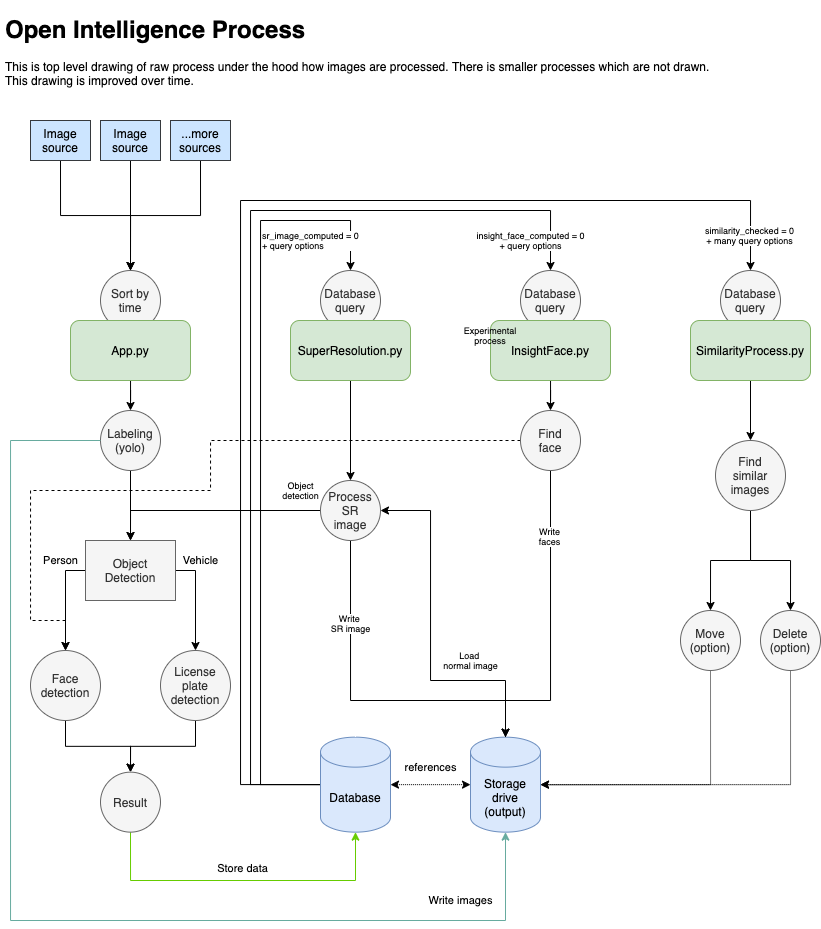 Open Intelligence Process
This is top level drawing of raw process under the hood how images are processed. There is smaller processes which are not drawn.
This drawing is improved over time.
Image
source
Image
source
...more
sources
sr_image_computed = 0
+ query options
insight_face_computed = 0
+ query options
similarity_checked = 0
+ many query options
Sort by
time
Database
query
Database
query
Database
query
App.py
SuperResolution.py
Experimental
process
InsightFace.py
SimilarityProcess.py
Labeling
(yolo)
Find
face
Find
similar
images
Object
detection
Process
SR
image
Write
faces
Person
Object
Detection
Vehicle
Write
SR image
Move
(option)
Delete
(option)
Load
normal image
Face
detection
License
plate
detection
references
Database
Storage
drive
(output)
Result
Store data
Write images